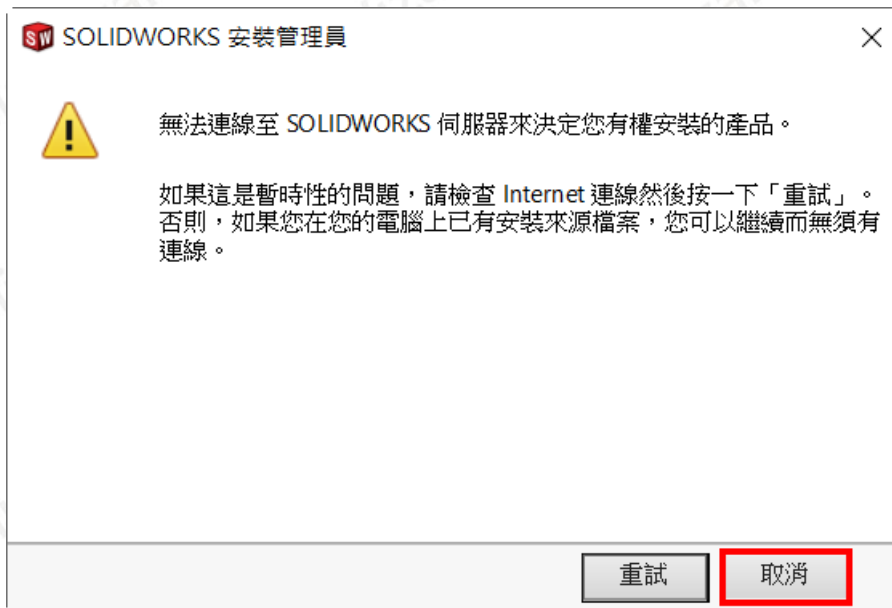 SW SOLIDWORKS 安裝管理員
無法連線至 SOLIDWORKS 伺服器來決定您有權安裝的產品。
如果這是暫時性的問題，請檢查 Internet 連線然後按一下「重試」。
否則，如果您在您的電腦上已有安裝來源檔案，您可以繼續而無須有
連線。
重試 取消